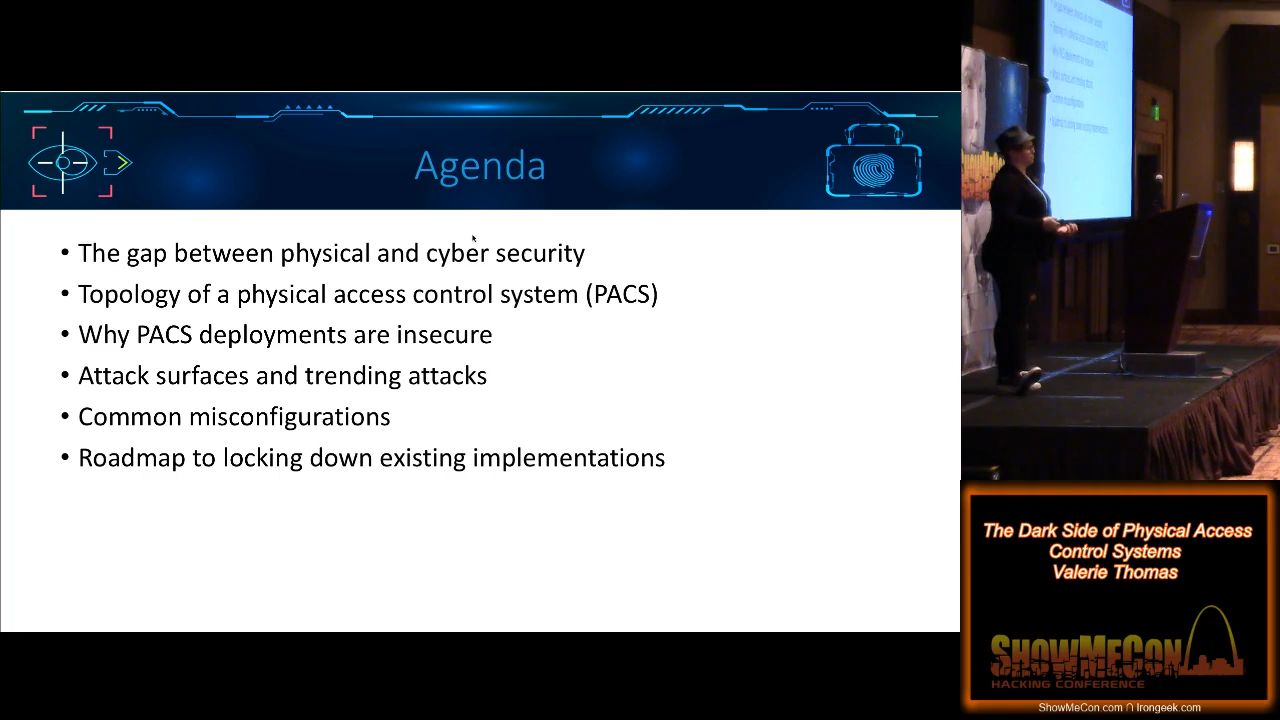 Agenda
• The gap between physical and cyber security
• Topology of a physical access control system (PACS)
• Why PACS deployments are insecure
• Attack surfaces and trending attacks
• Common misconfigurations
• Roadmap to locking down existing implementations
The Dark Side of Physical Access
Control Systems
Valerie Thomas
SHOWMECON
HACKING CONFERENCE
ShowMeCon.com ∩ Irongeek.com